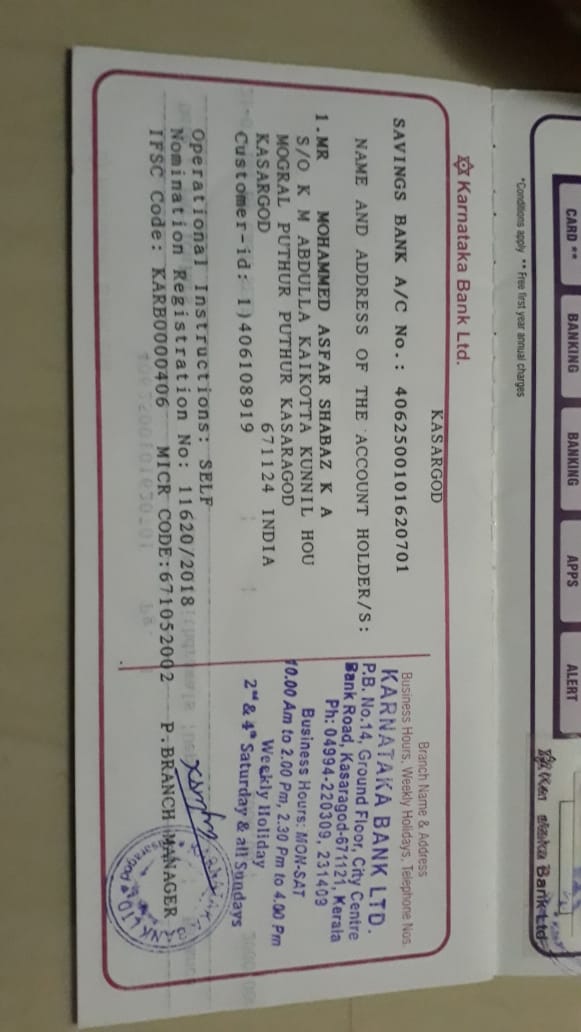 CARD **
BANKING
BANKING
APPS
ALERT
*Conditions apply ** Free first year annual charges
Bank Ltd
Karnataka Bank Ltd.
KASARGOD
SAVINGS BANK A/C No.: 4062500101620701
NAME AND ADDRESS OF THE ACCOUNT HOLDER/S:
1.MR MOHAMMED ASFAR SHABAZ K A
S/O K M ABDULLA KAIKOTTA KUNNIL HOU
MOGRAL PUTHUR PUTHUR KASARAGOD
KASARGOD 671124 INDIA
Customer-id: 1)406108919
Operational Instructions: SELF
Nomination Registration No: 11620/2018
IFSC Code: KARB0000406 MICR CODE:671052002 P.BRANCH MANAGER
Branch Name & Address
Business Hours, Weekly Holidays, Telephone Nos.
KARNATAKA BANK LTD.
P.B. No.14, Ground Floor, City Centre
Bank Road, Kasaragod-671121, Kerala
Ph: 04994-220309, 231403
Business Hours: MON-SAT
10.00 Am to 2.00 Pm, 2.30 Pm to 4.00 Pm
Weekly Holiday
2nd & 4th Saturday & all Sundays